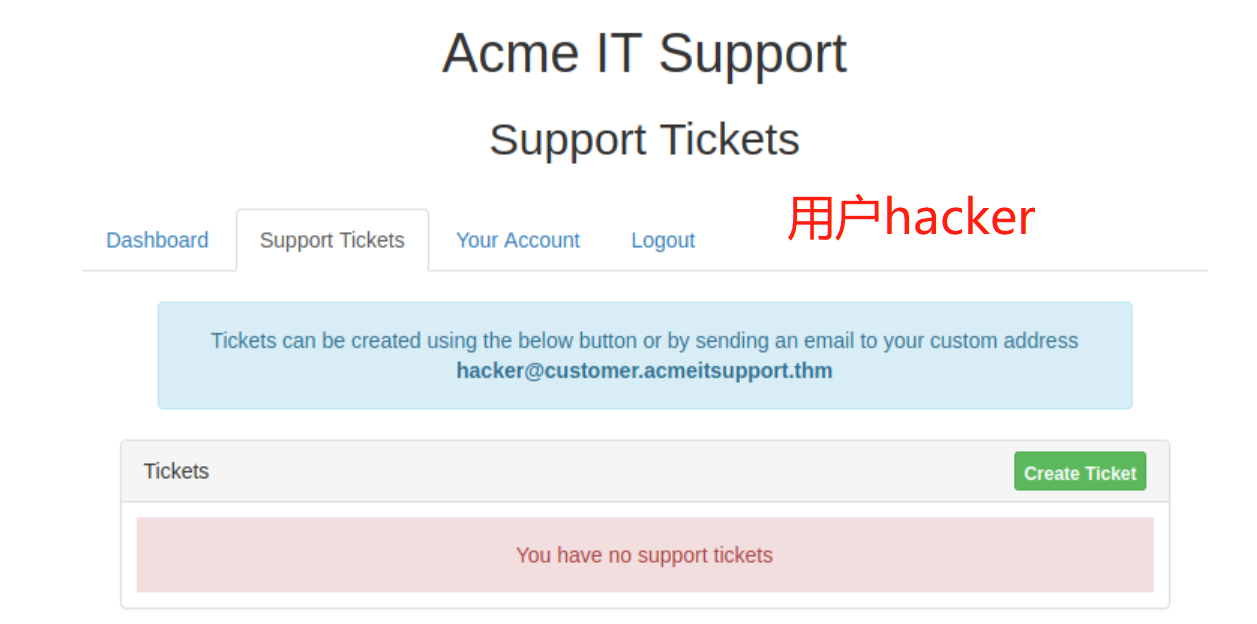 Acme IT Support
Support Tickets
用户hacker
Dashboard Support Tickets Your Account Logout
Tickets can be created using the below button or by sending an email to your custom address
hacker@customer.acmeitsupport.thm
Tickets Create Ticket
You have no support tickets